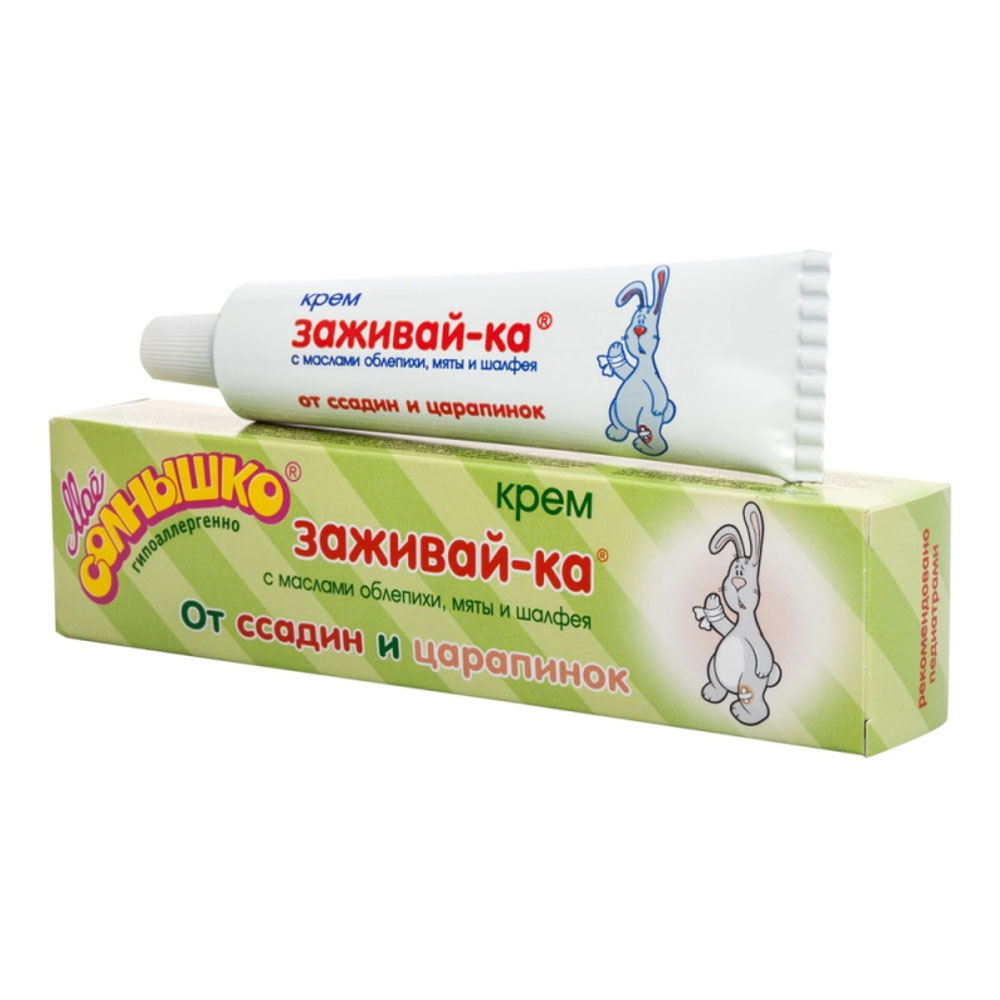 крем
заживай-ка®
с маслами облепихи, мяты и шалфея
от ссадин и царапинок
Моё
Солнышко®
гипоаллергенно
крем
заживай-ка®
с маслами облепихи, мяты и шалфея
От ссадин и царапинок
рекомендовано
педиатрами